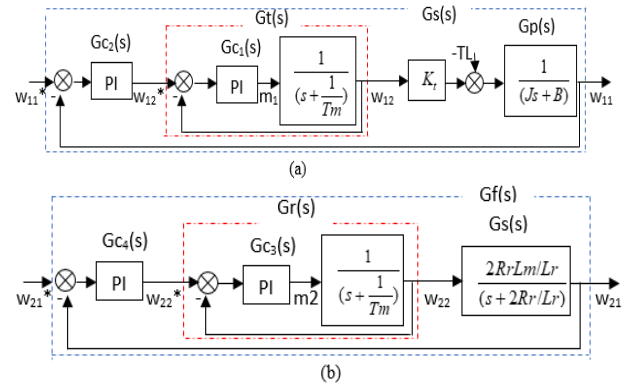 Gt(s)
Gs(s)
Gc2(s)
Gc1(s)
Gp(s)
-TL
PI
PI
1
(s+ 1
Tm)
Kt
1
(Js + B)
w11*
-
w12*
-
m1
w12
w11
(a)
Gf(s)
Gr(s)
Gs(s)
Gc4(s)
Gc3(s)
PI
PI
1
(s+ 1
Tm)
2RrLm/Lr
(s+2Rr/Lr)
w21*
-
w22*
-
m2
w22
w21
(b)